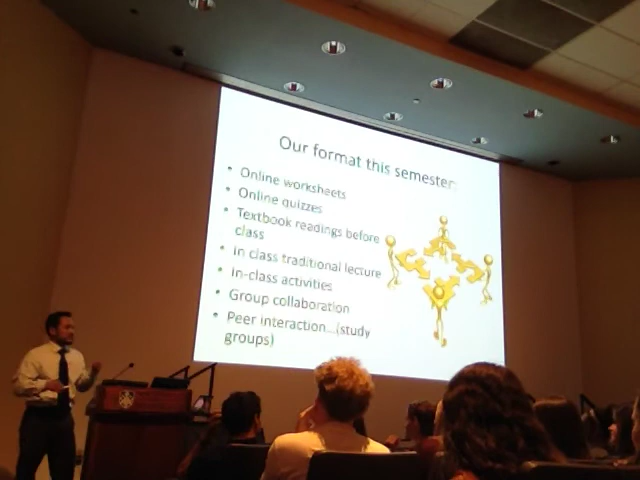 Our format this semester:
• Online worksheets
• Online quizzes
• Textbook readings before
class
• in class traditional lecture
• in-class activities
• Group collaboration
• Peer interaction...(study
groups)